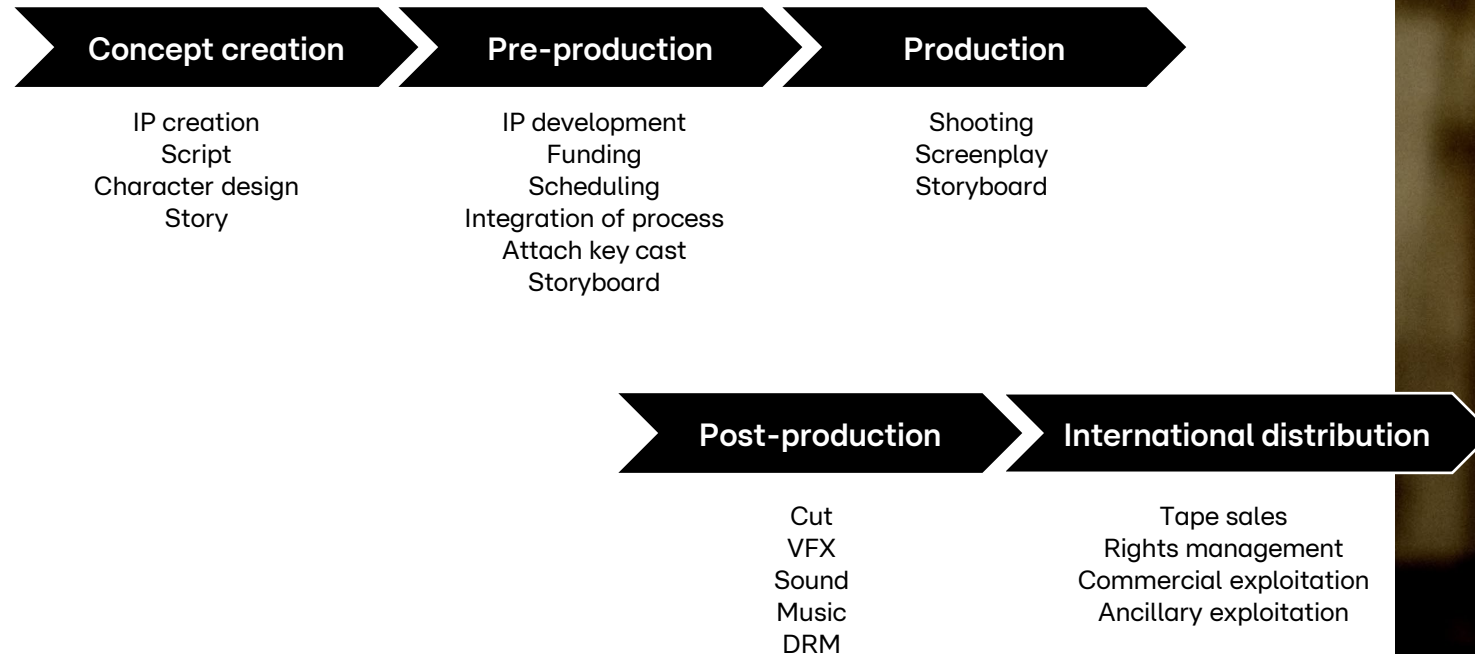 Concept creation
Pre-production
Production
IP creation
Script
Character design
Story
IP development
Funding
Scheduling
Integration of process
Attach key cast
Storyboard
Shooting
Screenplay
Storyboard
Post-production
International distribution
Cut
VFX
Sound
Music
DRM
Tape sales
Rights management
Commercial exploitation
Ancillary exploitation